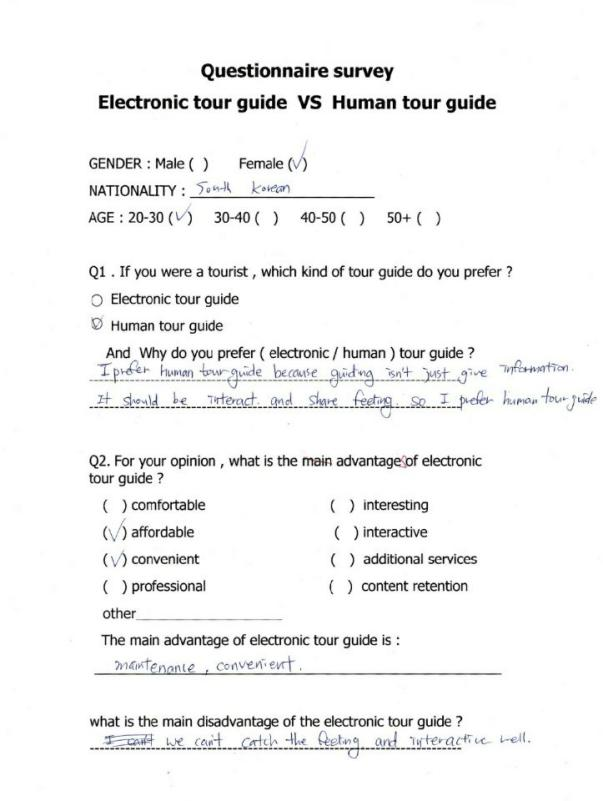 Questionnaire survey
Electronic tour guide VS Human tour guide
GENDER : Male ( ) Female (✓)
NATIONALITY : South Korean
AGE : 20-30 (✓) 30-40 ( ) 40-50 ( ) 50+ ( )
Q1 . If you were a tourist , which kind of tour guide do you prefer ?
○ Electronic tour guide
☑ Human tour guide
And Why do you prefer ( electronic / human ) tour guide ?
I prefer human tour guide because guiding isn't just give information.
It should be interact. and share feeling. so I prefer human tour guide
Q2. For your opinion , what is the main advantages of electronic
tour guide ?
( ) comfortable ( ) interesting
(✓) affordable ( ) interactive
(✓) convenient ( ) additional services
( ) professional ( ) content retention
other
The main advantage of electronic tour guide is :
maintenance , convenient .
what is the main disadvantage of the electronic tour guide ?
I can't we can't catch the feeling and interactive well.